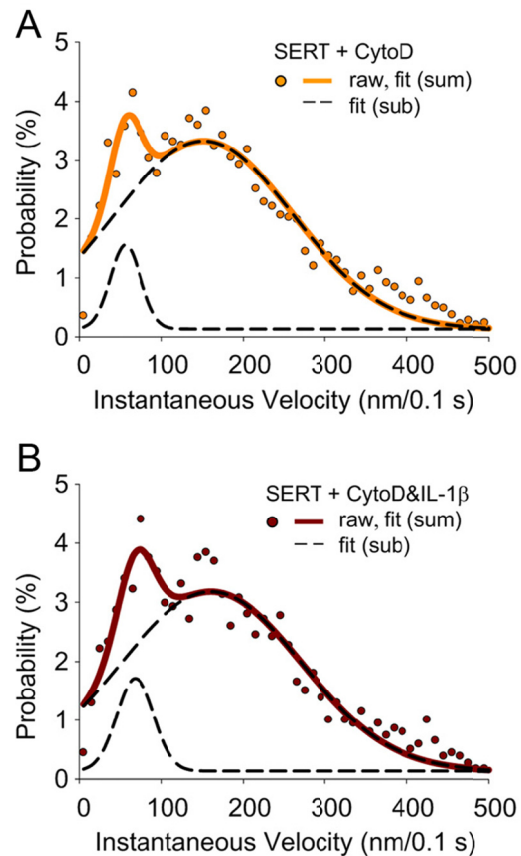 A
5
4
3
2
1
0
Probability (%)
SERT + CytoD
raw, fit (sum)
fit (sub)
0 100 200 300 400 500
Instantaneous Velocity (nm/0.1 s)
B
5
4
3
2
1
0
Probability (%)
SERT + CytoD&IL-1β
raw, fit (sum)
fit (sub)
0 100 200 300 400 500
Instantaneous Velocity (nm/0.1 s)